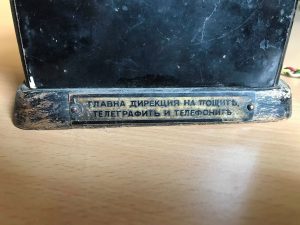 ГЛАВНА ДИРЕКЦИЯ НА ПОЩИТѢ,
ТЕЛЕГРАФИТѢ И ТЕЛЕФОНИТѢ